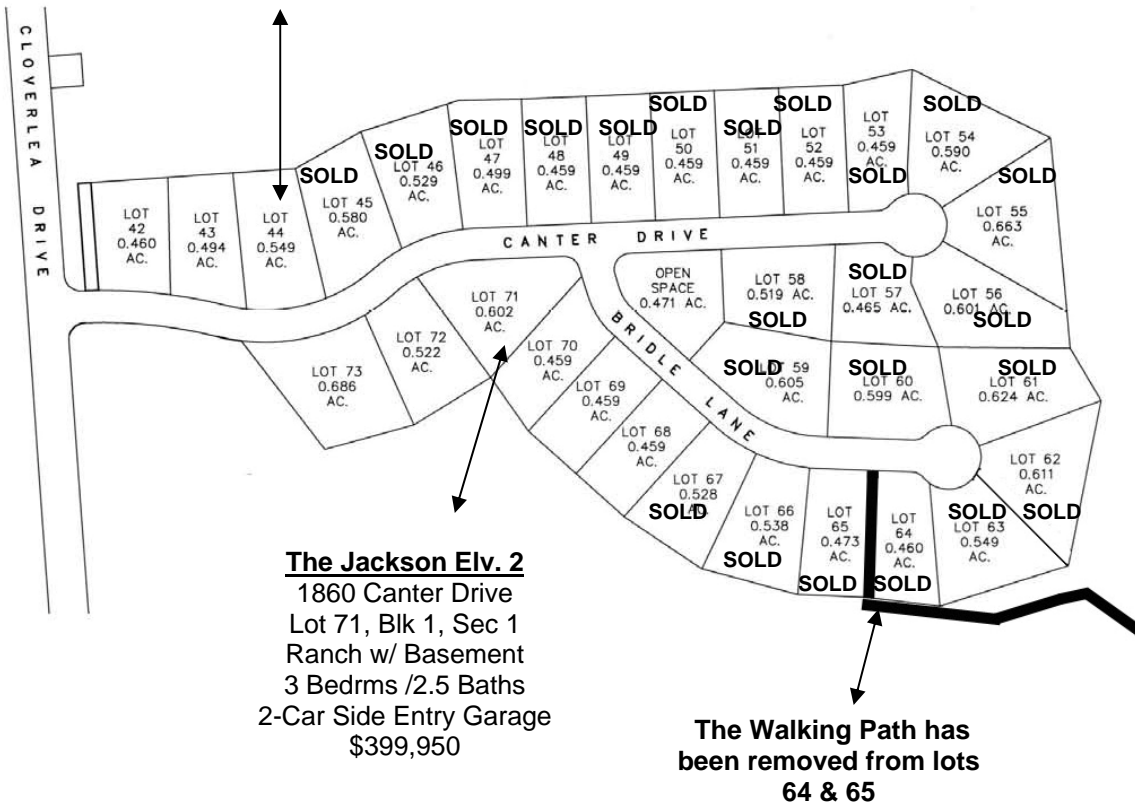 CLOVERLEA DRIVE
SOLD
SOLD
SOLD
SOLD
SOLD
SOLD
SOLD
SOLD
SOLD
SOLD
SOLD
SOLD
LOT
42
0.460
AC.
LOT
43
0.494
AC.
LOT
44
0.549
AC.
LOT 45
0.580
AC.
LOT 46
0.529
AC.
LOT
47
0.499
AC.
LOT
48
0.459
AC.
LOT
49
0.459
AC.
LOT
50
0.459
AC.
LOT
51
0.459
AC.
LOT
52
0.459
AC.
LOT
53
0.459
AC.
LOT 54
0.590
AC.
LOT 55
0.663
AC.
CANTER DRIVE
OPEN
SPACE
0.471 AC.
LOT 58
0.519 AC.
SOLD
SOLD
LOT 57
0.465 AC.
LOT 56
0.601 AC.
SOLD
LOT 71
0.602
AC.
LOT 72
0.522
AC.
LOT 73
0.686
AC.
LOT 70
0.459
AC.
LOT 69
0.459
AC.
LOT 68
0.459
AC.
BRIDLE LANE
SOLD
LOT 59
0.605
AC.
SOLD
LOT 60
0.599 AC.
SOLD
LOT 61
0.624 AC.
LOT 62
0.611
AC.
SOLD
LOT 67
0.528
AC.
SOLD
LOT 66
0.538
AC.
SOLD
LOT
65
0.473
AC.
SOLD
LOT
64
0.460
AC.
SOLD
SOLD
LOT 63
0.549
AC.
The Jackson Elv. 2
1860 Canter Drive
Lot 71, Blk 1, Sec 1
Ranch w/ Basement
3 Bedrms /2.5 Baths
2-Car Side Entry Garage
$399,950
The Walking Path has
been removed from lots
64 & 65